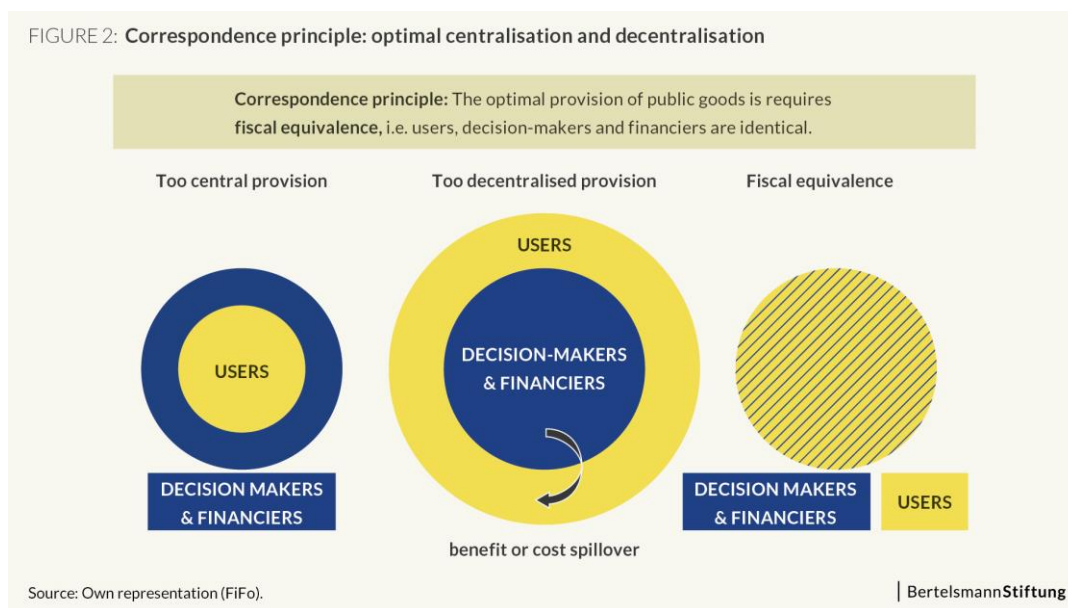 FIGURE 2: Correspondence principle: optimal centralisation and decentralisation
Correspondence principle: The optimal provision of public goods is requires
fiscal equivalence, i.e. users, decision-makers and financiers are identical.
Too central provision
Too decentralised provision
Fiscal equivalence
USERS
DECISION MAKERS
& FINANCIERS
USERS
DECISION-MAKERS
& FINANCIERS
benefit or cost spillover
DECISION MAKERS
& FINANCIERS
USERS
Source: Own representation (FiFo).
BertelsmannStiftung